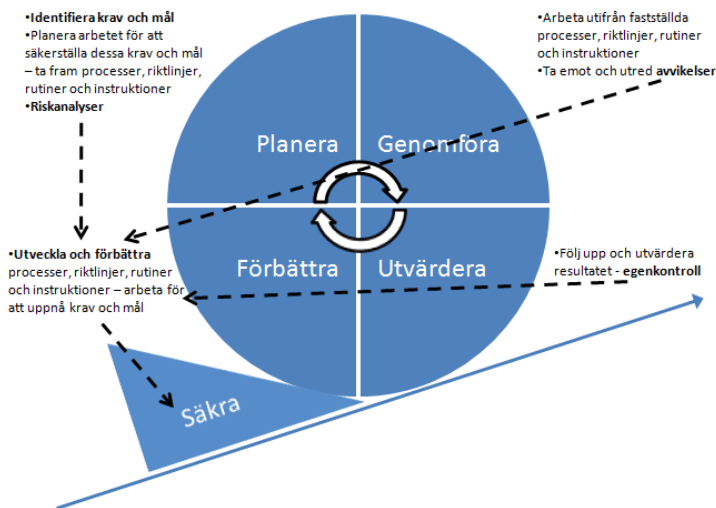 •Identifiera krav och mål
•Planera arbetet för att
säkerställa dessa krav och mål
– ta fram processer, riktlinjer,
rutiner och instruktioner
•Riskanalyser
•Arbeta utifrån fastställda
processer, riktlinjer, rutiner
och instruktioner
•Ta emot och utred avvikelser
Planera
Genomföra
•Utveckla och förbättra
processer, riktlinjer, rutiner
och instruktioner – arbeta för
att uppnå krav och mål
Förbättra
Utvärdera
•Följ upp och utvärdera
resultatet - egenkontroll
Säkra